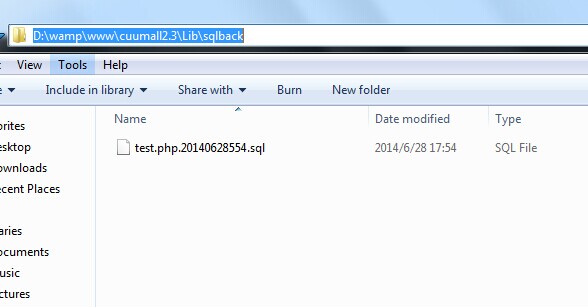 D:\wamp\www\cuumall2.3\Lib\sqlback
View Tools Help
Include in library Share with Burn New folder
Name Date modified Type
test.php.20140628554.sql 2014/6/28 17:54 SQL File
orites
esktop
ownloads
ecent Places
aries
ocuments
usic
ctures